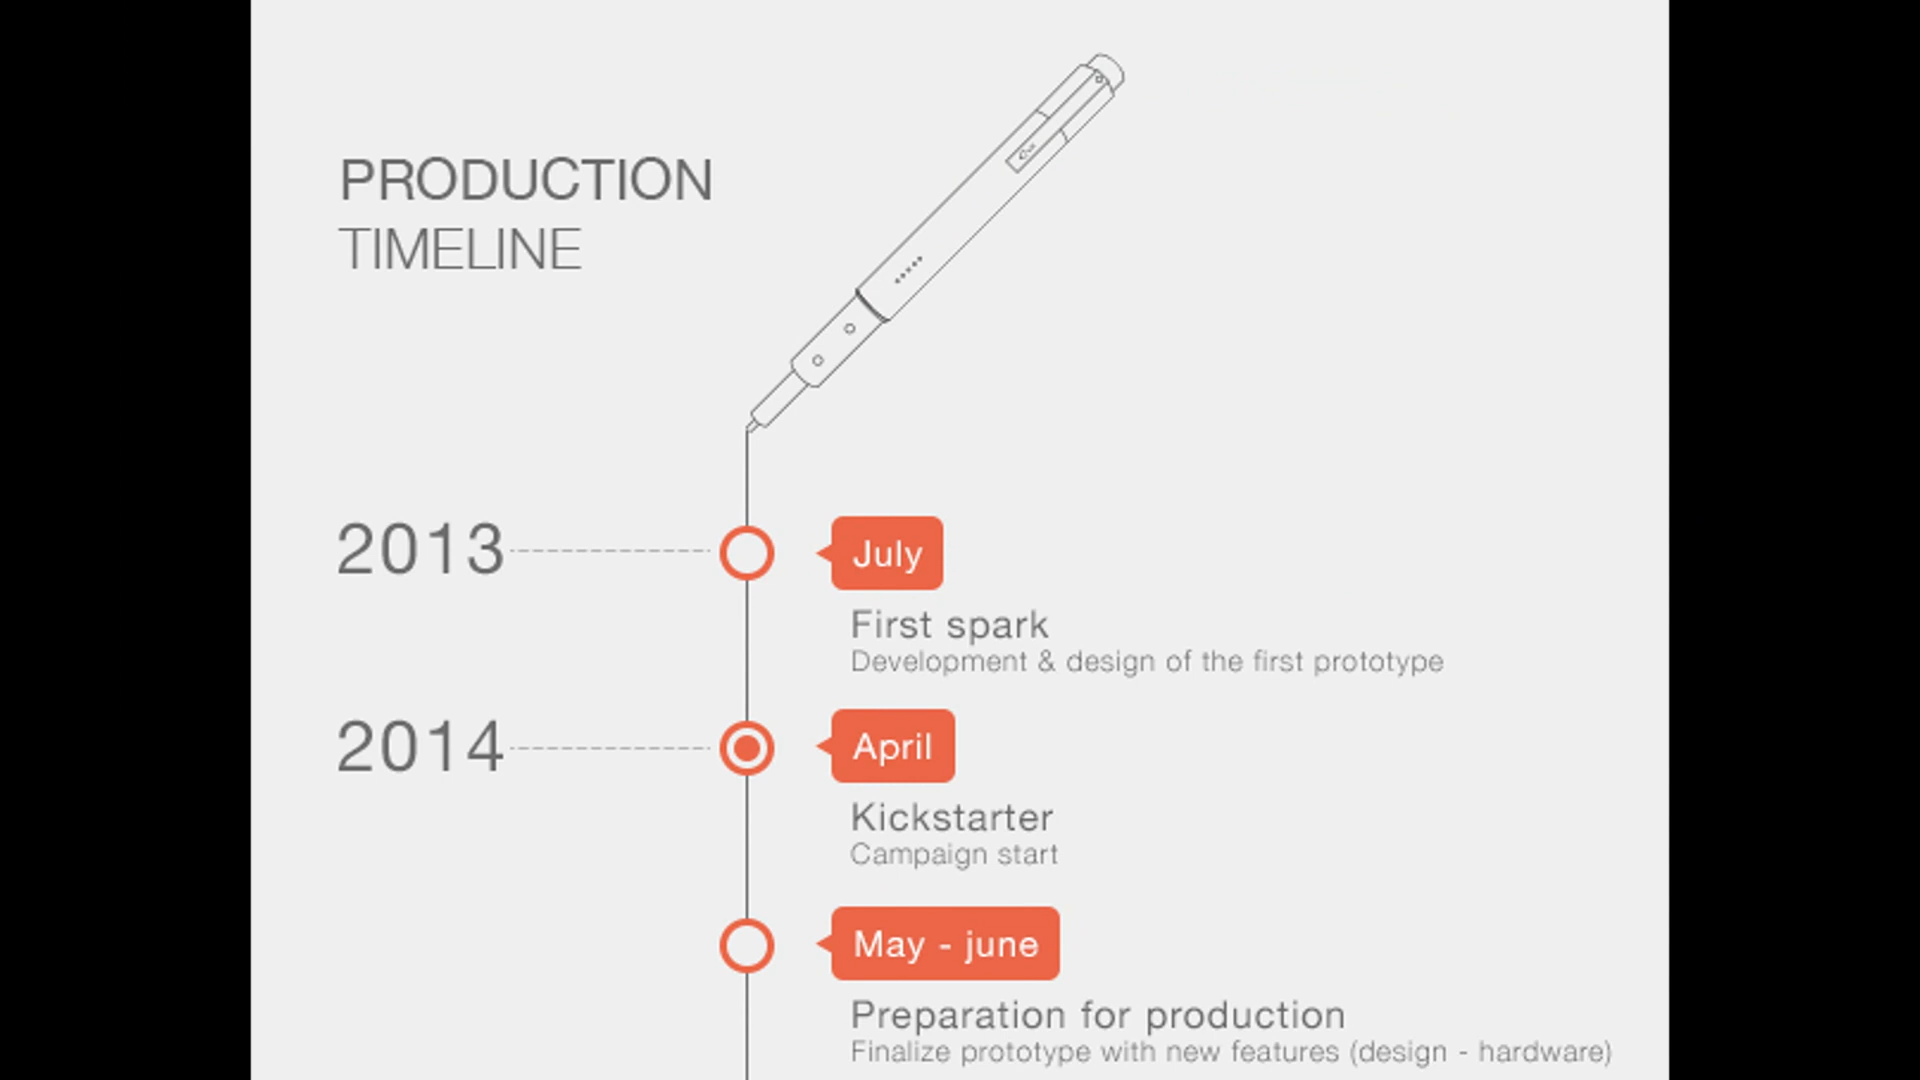 PRODUCTION
TIMELINE
2013
July
First spark
Development & design of the first prototype
2014
April
Kickstarter
Campaign start
May - june
Preparation for production
Finalize prototype with new features (design - hardware)